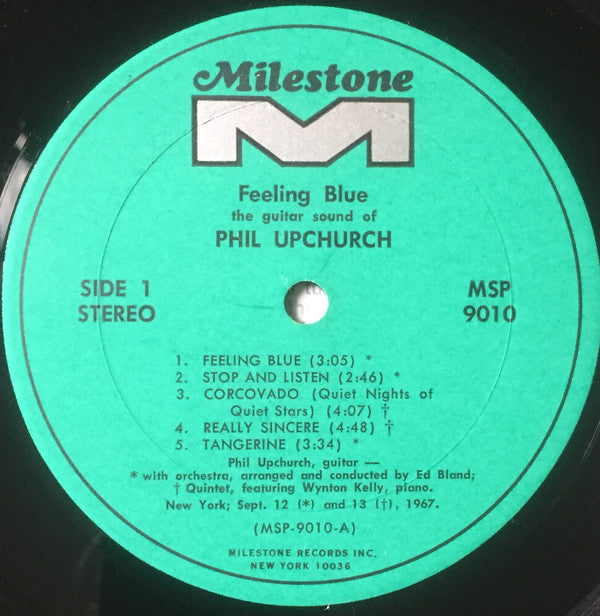 Milestone
M
Feeling Blue
the guitar sound of
PHIL UPCHURCH
SIDE 1
STEREO
MSP
9010
1. FEELING BLUE (3:05) *
2. STOP AND LISTEN (2:46) *
3. CORCOVADO (Quiet Nights of
Quiet Stars) (4:07) †
4. REALLY SINCERE (4:48) †
5. TANGERINE (3:34) *
Phil Upchurch, guitar —
* with orchestra, arranged and conducted by Ed Bland;
† Quintet, featuring Wynton Kelly, piano.
New York; Sept. 12 (*) and 13 (†), 1967.
(MSP-9010-A)
MILESTONE RECORDS INC.
NEW YORK 10036